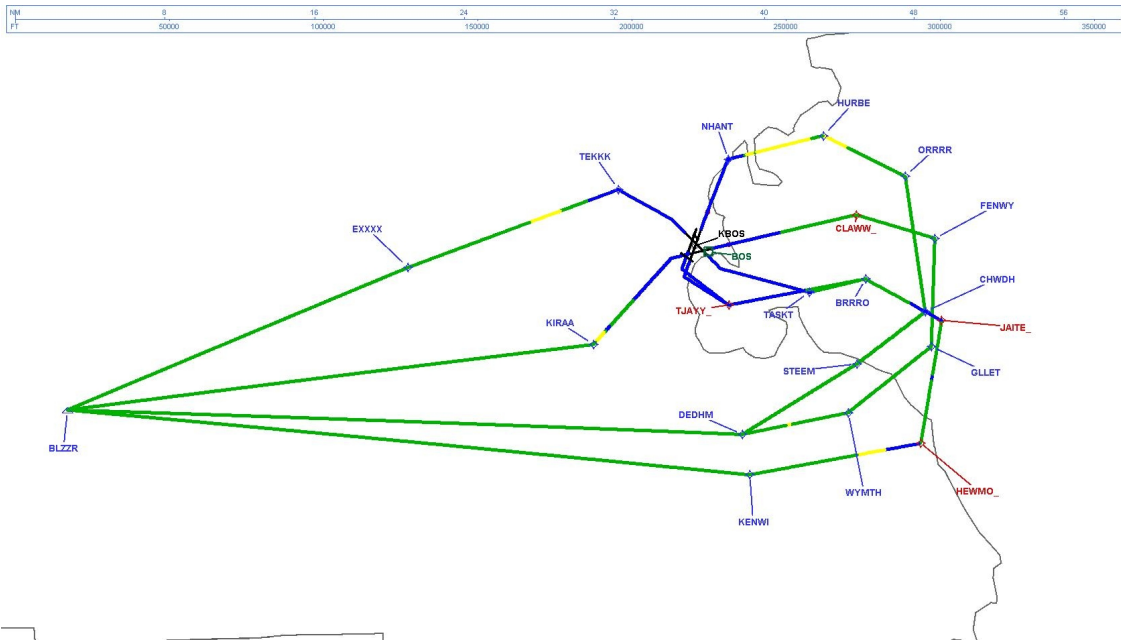 NM 8 16 24 32 40 48 56
FT 50000 100000 150000 200000 250000 300000 350000
HURBE
NHANT
ORRRR
TEKKK
FENWY
CLAWW_
EXXXX
KBOS
BOS
CHWDH
BRRRO
TJAYY_
TASKT
KIRAA
JAITE_
STEEM
GLLET
DEDHM
BLZZR
WYMTH
HEWMO_
KENWI